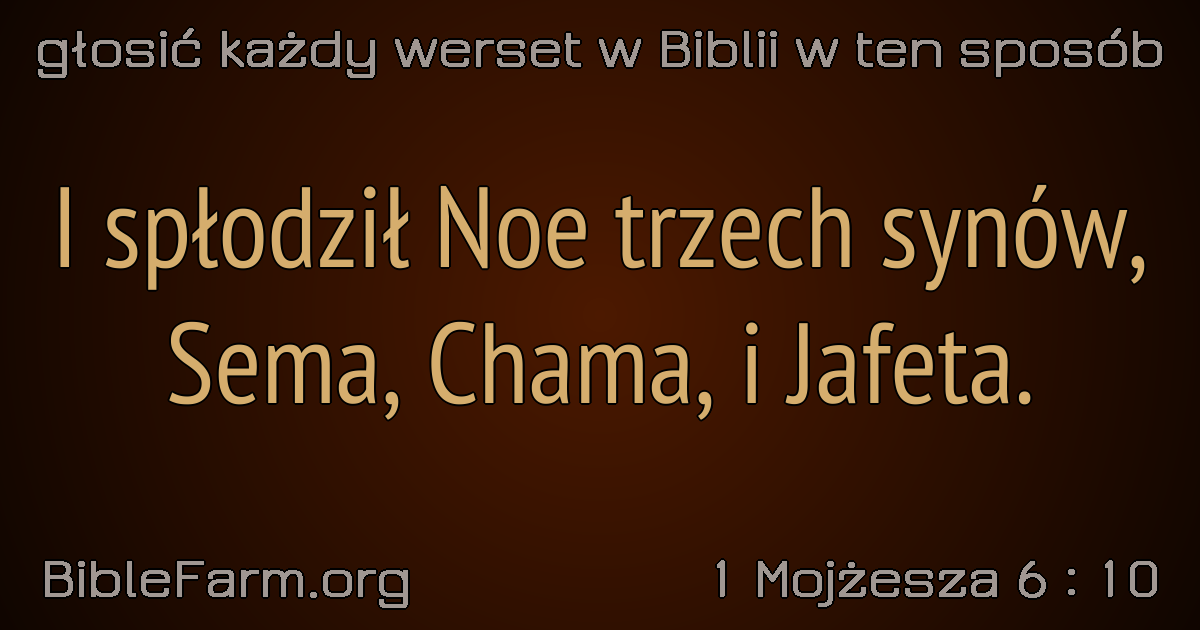 głosić każdy werset w Biblii w ten sposób
I spłodził Noe trzech synów,
Sema, Chama, i Jafeta.
BibleFarm.org
1 Mojżesza 6 : 10